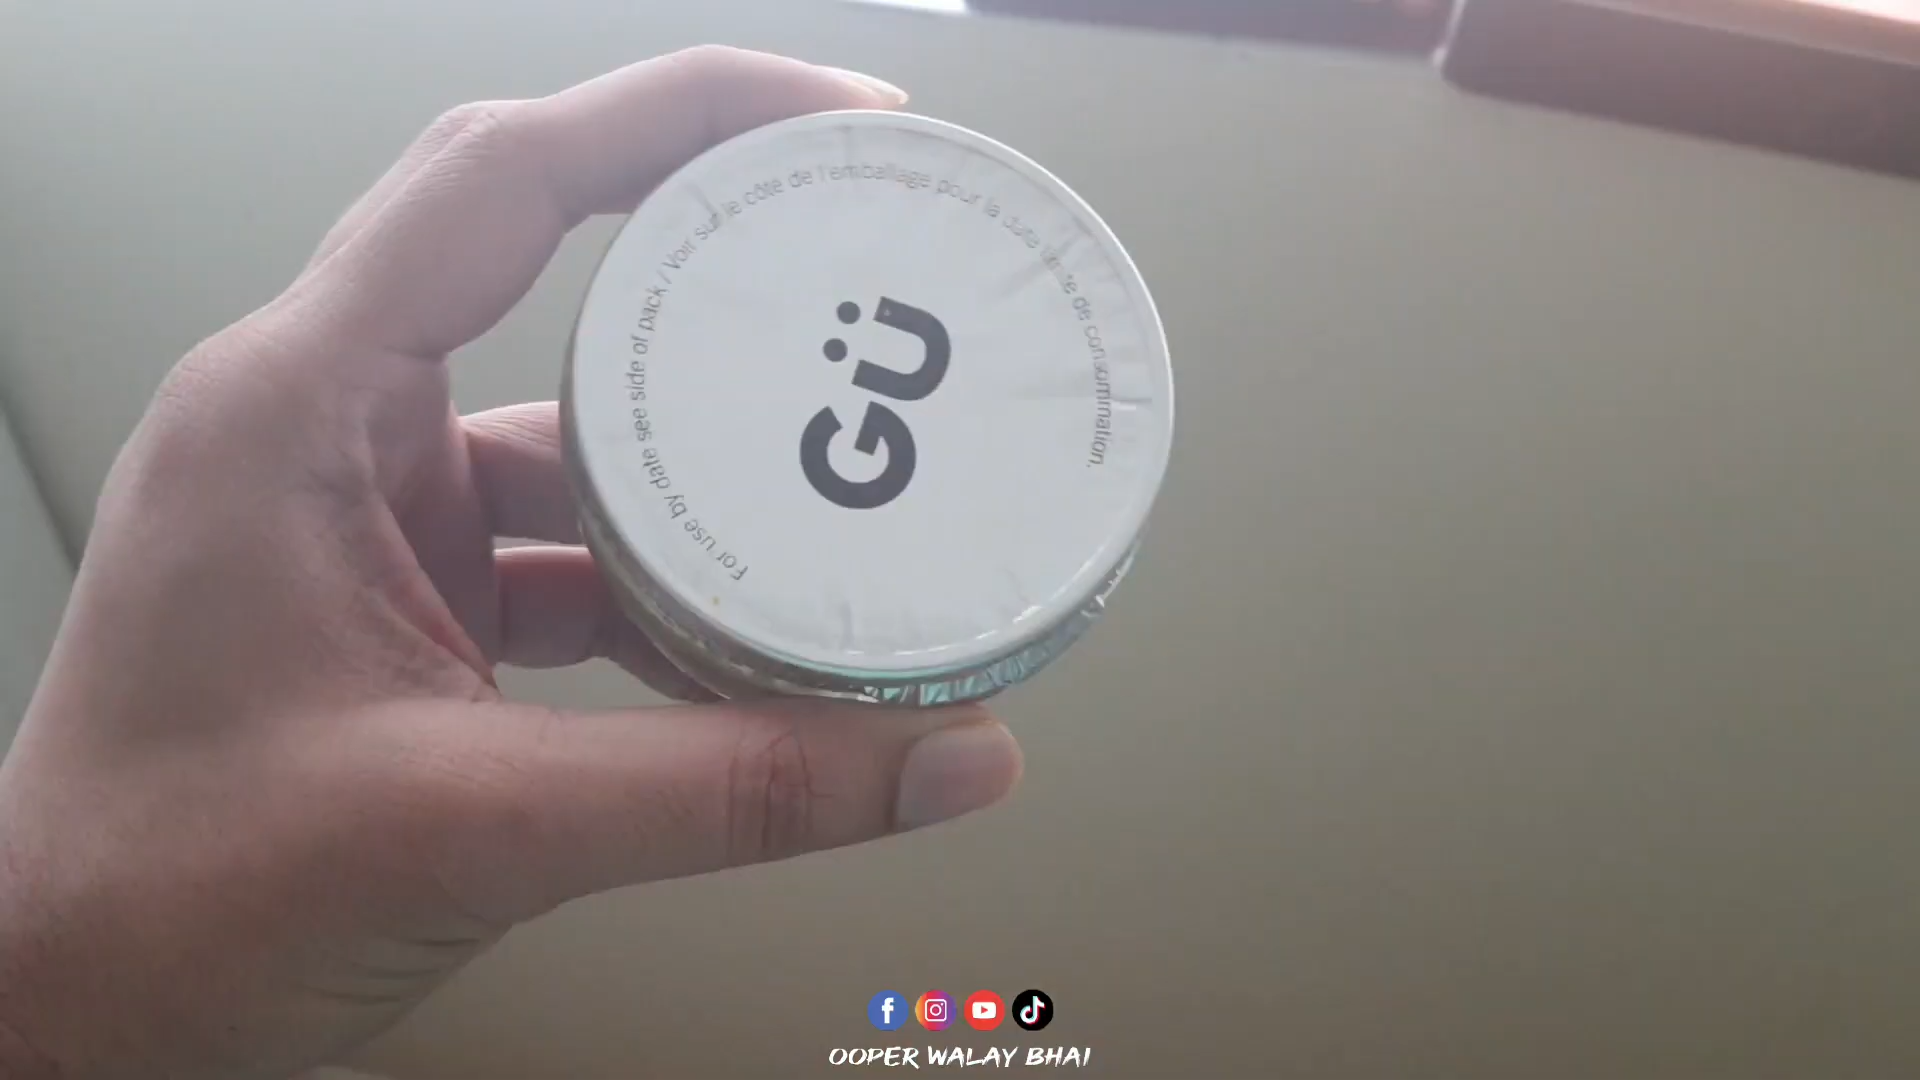 For use by date see side of pack / Voir sur le côté de l'emballage pour la date limite de consommation.
GÜ
OOPER WALAY BHAI